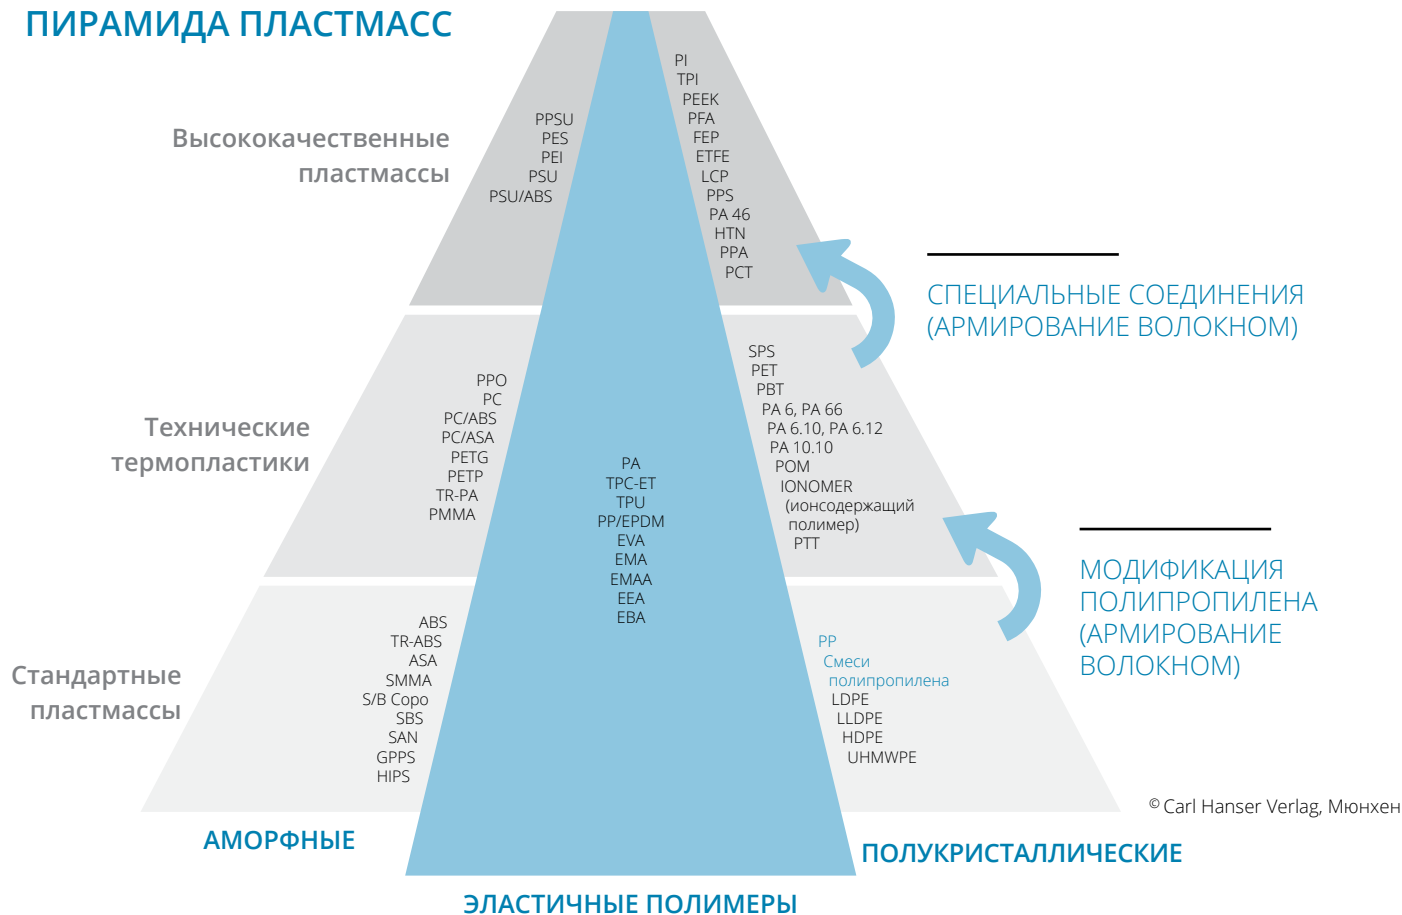 ПИРАМИДА ПЛАСТМАСС
Высококачественные
пластмассы
PPSU
PES
PEI
PSU
PSU/ABS
PI
TPI
PEEK
PFA
FEP
ETFE
LCP
PPS
PA 46
HTN
PPA
PCT
СПЕЦИАЛЬНЫЕ СОЕДИНЕНИЯ
(АРМИРОВАНИЕ ВОЛОКНОМ)
Технические
термопластики
PPO
PC
PC/ABS
PC/ASA
PETG
PETP
TR-PA
PMMA
PA
TPC-ET
TPU
PP/EPDM
EVA
EMA
EMAA
EEA
EBA
SPS
PET
PBT
PA 6, PA 66
PA 6.10, PA 6.12
PA 10.10
POM
IONOMER
(ионсодержащий
полимер)
PTT
МОДИФИКАЦИЯ
ПОЛИПРОПИЛЕНА
(АРМИРОВАНИЕ
ВОЛОКНОМ)
Стандартные
пластмассы
ABS
TR-ABS
ASA
SMMA
S/B Copo
SBS
SAN
GPPS
HIPS
PP
Смеси
полипропилена
LDPE
LLDPE
HDPE
UHMWPE
© Carl Hanser Verlag, Мюнхен
АМОРФНЫЕ
ПОЛУКРИСТАЛЛИЧЕСКИЕ
ЭЛАСТИЧНЫЕ ПОЛИМЕРЫ